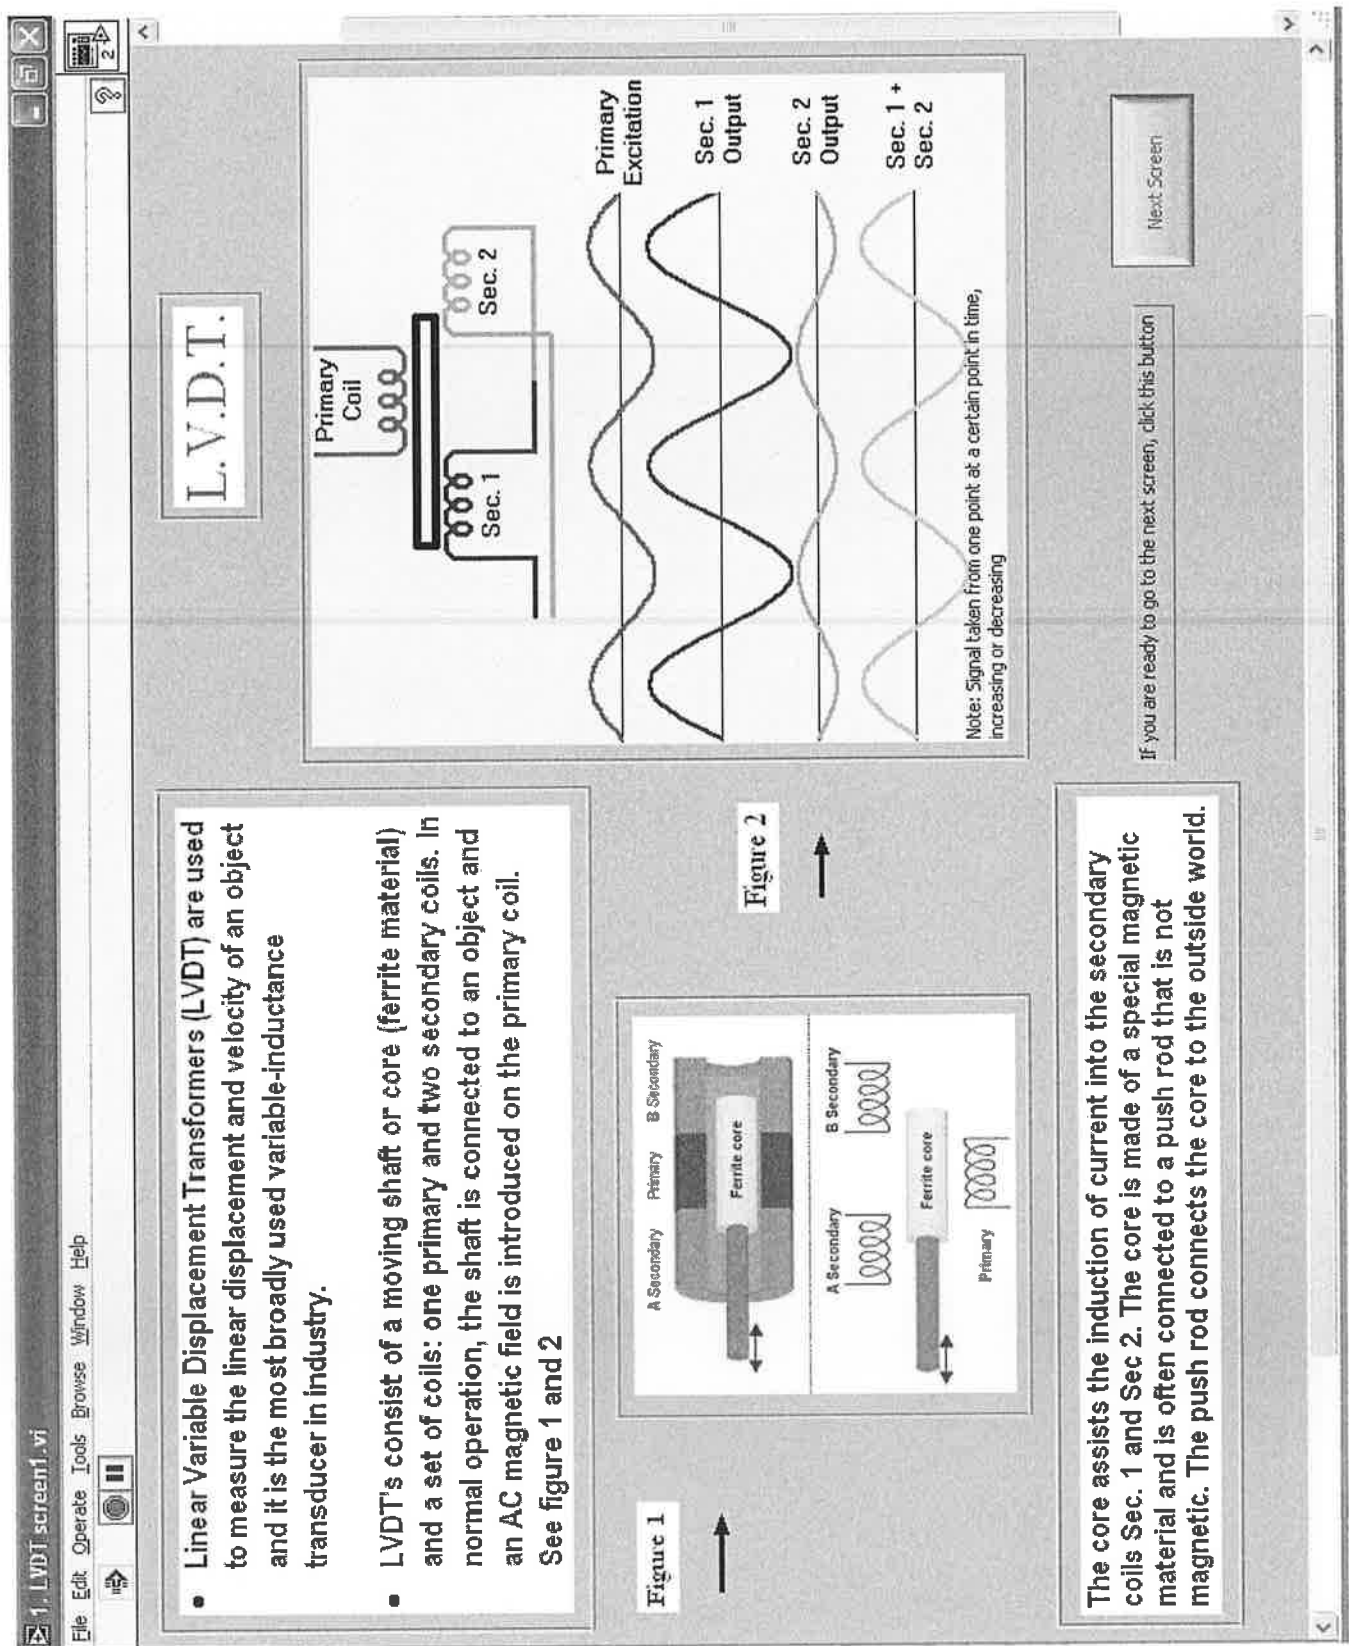 1. LVDT screen1.vi
File Edit Operate Tools Browse Window Help
2
?
L.V.D.T.
• Linear Variable Displacement Transformers (LVDT) are used
to measure the linear displacement and velocity of an object
and it is the most broadly used variable-inductance
transducer in industry.
• LVDT's consist of a moving shaft or core (ferrite material)
and a set of coils: one primary and two secondary coils. In
normal operation, the shaft is connected to an object and
an AC magnetic field is introduced on the primary coil.
See figure 1 and 2
Figure 1
A Secondary Primary B Secondary
Ferrite core
A Secondary B Secondary
Ferrite core
Primary
Figure 2
Primary
Coil
Sec. 1
Sec. 2
Primary
Excitation
Sec. 1
Output
Sec. 2
Output
Sec. 1 +
Sec. 2
Note: Signal taken from one point at a certain point in time,
increasing or decreasing
The core assists the induction of current into the secondary
coils Sec. 1 and Sec 2. The core is made of a special magnetic
material and is often connected to a push rod that is not
magnetic. The push rod connects the core to the outside world.
If you are ready to go to the next screen, click this button
Next Screen